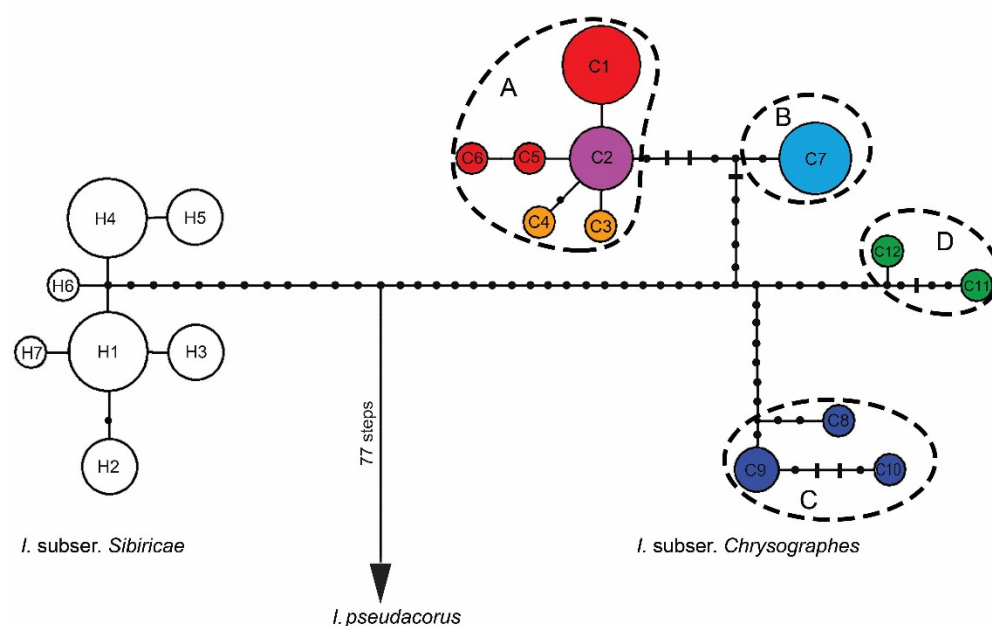 A
C1
B
C6
C5
C2
C7
C4
C3
D
C12
C11
H4
H5
H6
H7
H1
H3
H2
77 steps
C8
C9
C10
C
I. subser. Sibiricae
I. subser. Chrysographes
I. pseudacorus